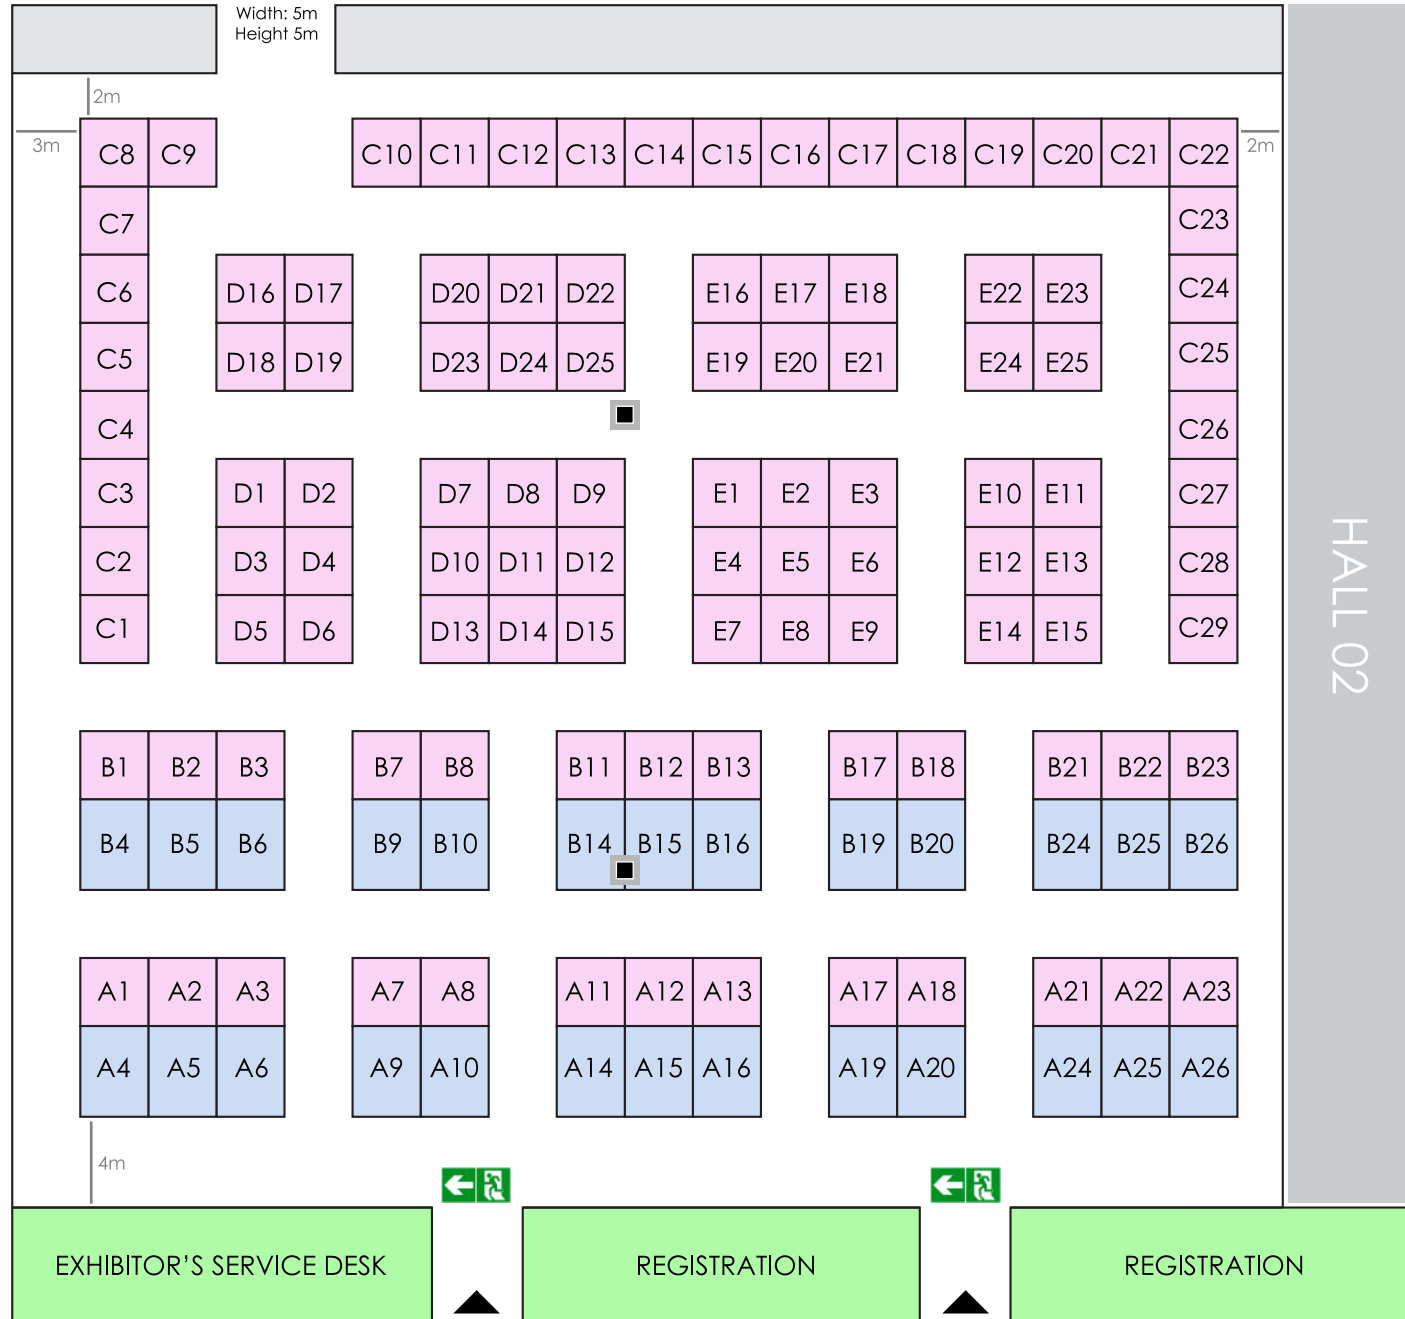 Width: 5m
Height 5m
2m
3m
2m
C8 C9 C10 C11 C12 C13 C14 C15 C16 C17 C18 C19 C20 C21 C22
C7 C23
C6 D16 D17 D20 D21 D22 E16 E17 E18 E22 E23 C24
C5 D18 D19 D23 D24 D25 E19 E20 E21 E24 E25 C25
C4 C26
C3 D1 D2 D7 D8 D9 E1 E2 E3 E10 E11 C27
C2 D3 D4 D10 D11 D12 E4 E5 E6 E12 E13 C28
C1 D5 D6 D13 D14 D15 E7 E8 E9 E14 E15 C29
HALL 02
B1 B2 B3 B7 B8 B11 B12 B13 B17 B18 B21 B22 B23
B4 B5 B6 B9 B10 B14 B15 B16 B19 B20 B24 B25 B26
A1 A2 A3 A7 A8 A11 A12 A13 A17 A18 A21 A22 A23
A4 A5 A6 A9 A10 A14 A15 A16 A19 A20 A24 A25 A26
4m
EXHIBITOR'S SERVICE DESK
REGISTRATION
REGISTRATION